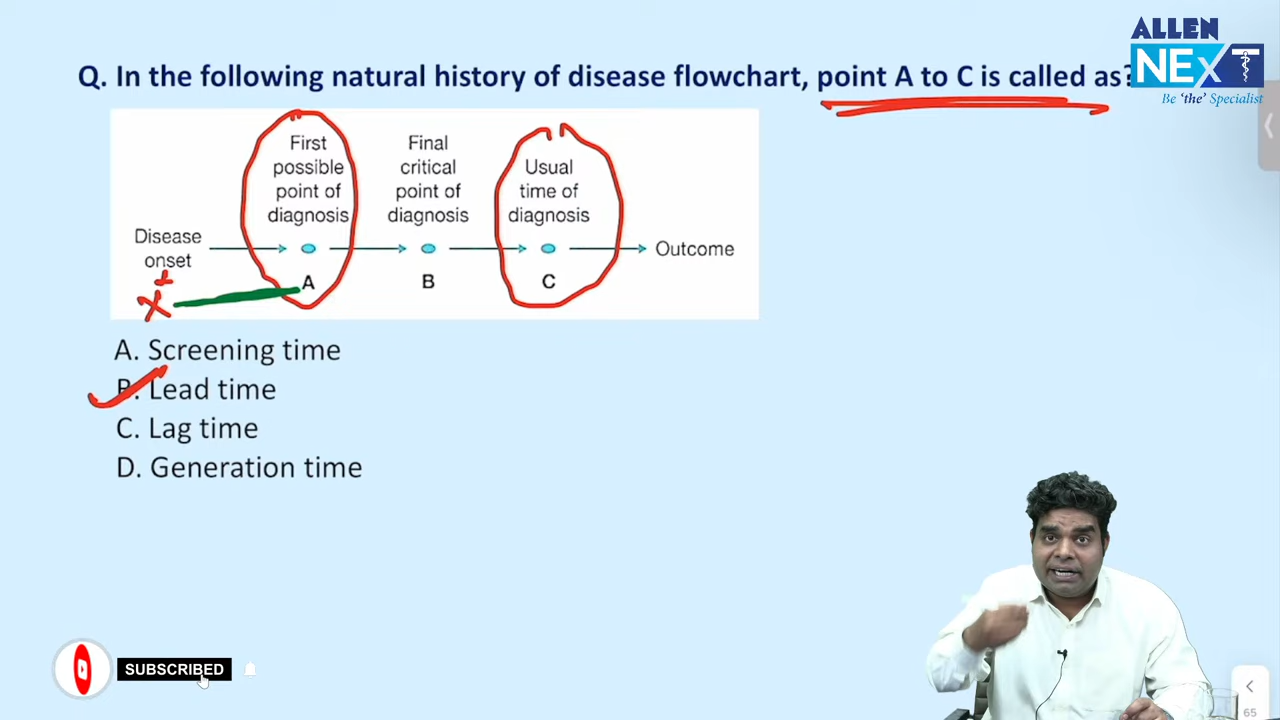 ALLEN
NEXT
Be 'the' Specialist
Q. In the following natural history of disease flowchart, point A to C is called as?
First
possible
point of
diagnosis
Final
critical
point of
diagnosis
Usual
time of
diagnosis
Disease
onset
Outcome
A
B
C
X
A. Screening time
B. Lead time
C. Lag time
D. Generation time
SUBSCRIBED
65